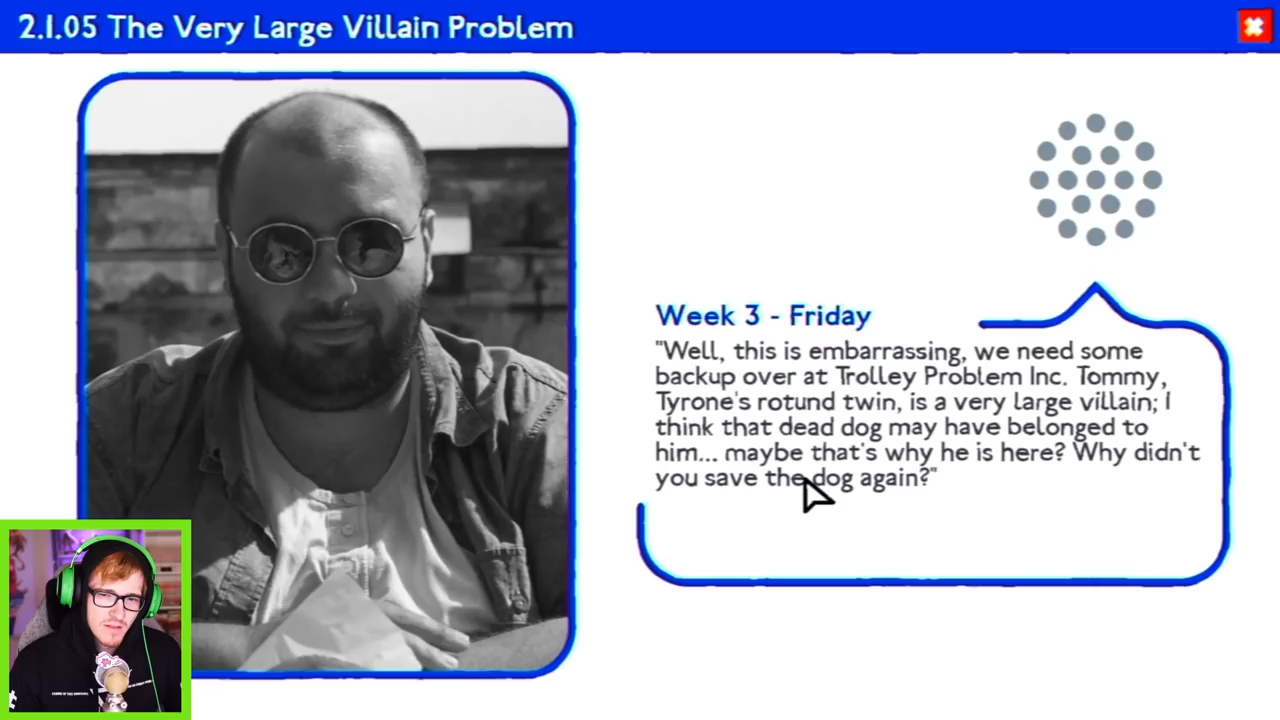 2.1.05 The Very Large Villain Problem
Week 3 - Friday
"Well, this is embarrassing, we need some
backup over at Trolley Problem Inc. Tommy,
Tyrone's rotund twin, is a very large villain; I
think that dead dog may have belonged to
him... maybe that's why he is here? Why didn't
you save the dog again?"